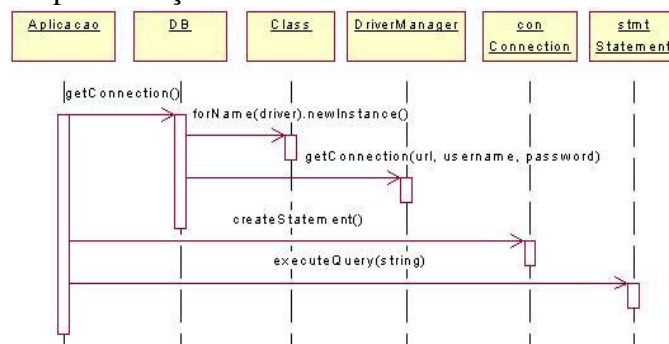 Aplicacao
DB
Class
DriverManager
con
Connection
stmt
Statement
getConnection()
forName(driver).newInstance()
getConnection(url, username, password)
createStatement()
executeQuery(string)